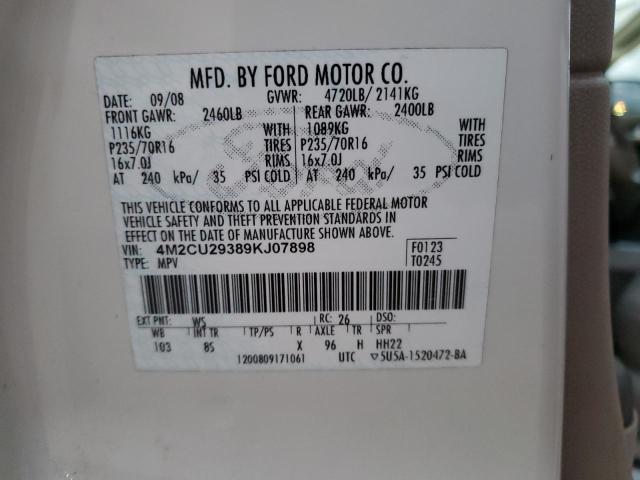 MFD. BY FORD MOTOR CO.
DATE: 09/08 GVWR: 4720LB/ 2141KG
FRONT GAWR: 2460LB REAR GAWR: 2400LB
1116KG WITH 1089KG WITH
P235/70R16 TIRES P235/70R16 TIRES
16x7.0J RIMS 16x7.0J RIMS
AT 240 kPa/ 35 PSI COLD AT 240 kPa/ 35 PSI COLD
THIS VEHICLE CONFORMS TO ALL APPLICABLE FEDERAL MOTOR
VEHICLE SAFETY AND THEFT PREVENTION STANDARDS IN
EFFECT ON THE DATE OF MANUFACTURE SHOWN ABOVE.
VIN: 4M2CU29389KJ07898 F0123
TYPE: MPV T0245
EXT PNT: WS RC: 26 DSO:
WB INT TR TP/PS R AXLE TR SPR
103 85 X 96 H HH22
1200809171061 UTC ▽5U5A-1520472-BA